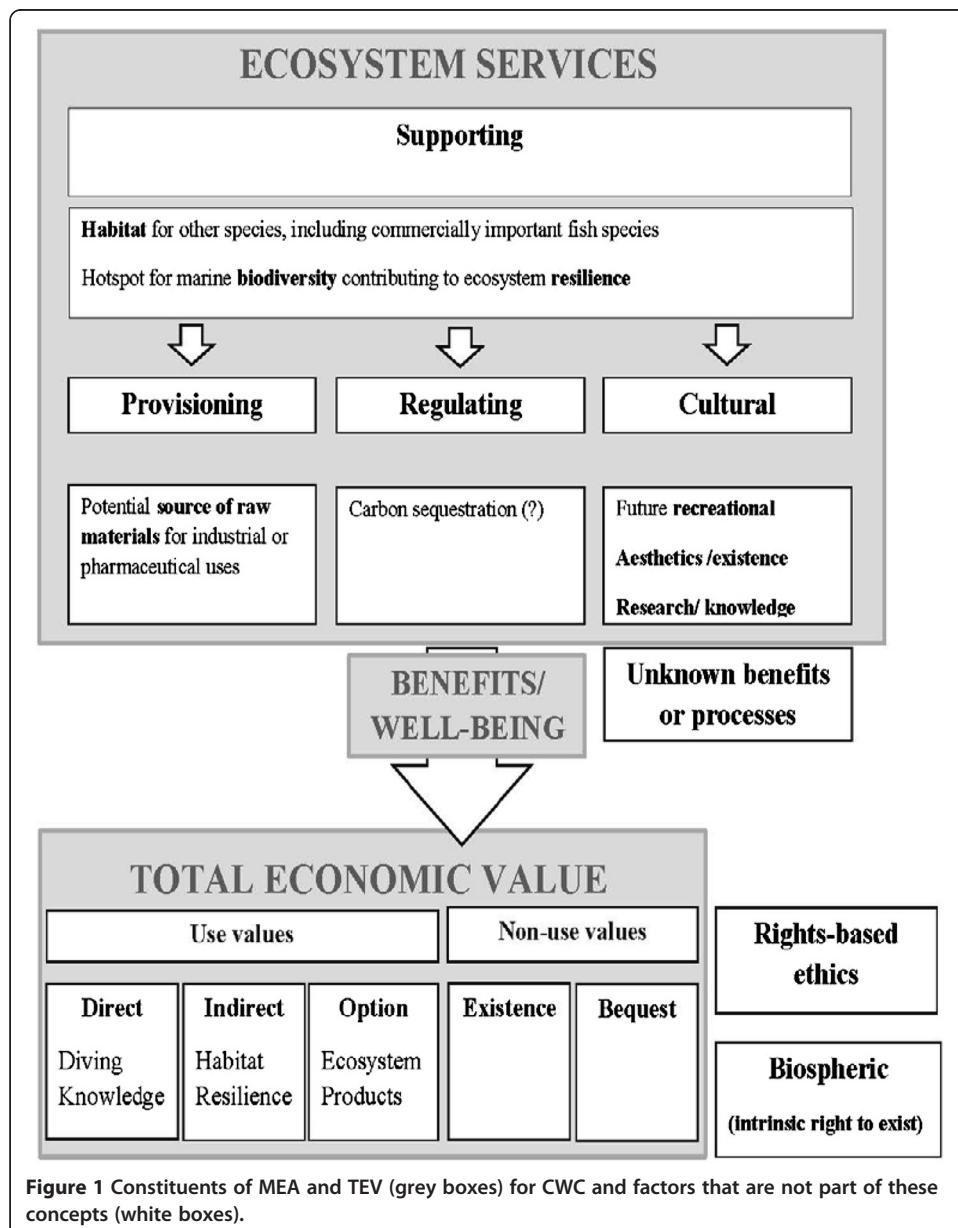 ECOSYSTEM SERVICES
Supporting
Habitat for other species, including commercially important fish species
Hotspot for marine biodiversity contributing to ecosystem resilience
Provisioning
Regulating
Cultural
Potential source of raw
materials for industrial or
pharmaceutical uses
Carbon sequestration (?)
Future recreational
Aesthetics /existence
Research/ knowledge
BENEFITS/
WELL-BEING
Unknown benefits
or processes
TOTAL ECONOMIC VALUE
Use values
Non-use values
Direct
Diving
Knowledge
Indirect
Habitat
Resilience
Option
Ecosystem
Products
Existence
Bequest
Rights-based
ethics
Biospheric
(intrinsic right to exist)
Figure 1 Constituents of MEA and TEV (grey boxes) for CWC and factors that are not part of these
concepts (white boxes).